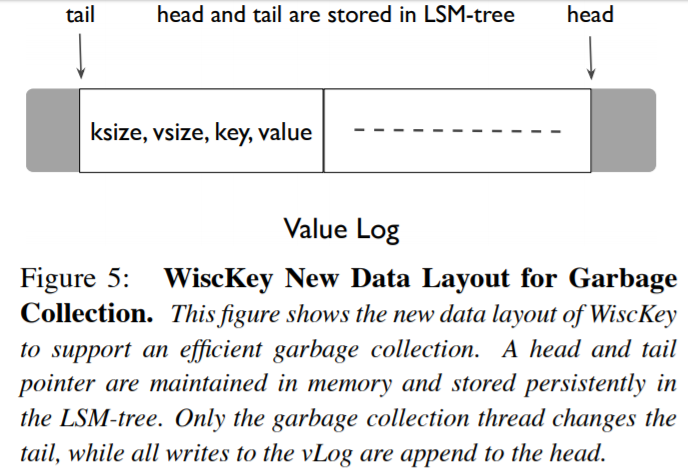 tail head and tail are stored in LSM-tree head
ksize, vsize, key, value
Value Log
Figure 5: WiscKey New Data Layout for Garbage
Collection. This figure shows the new data layout of WiscKey
to support an efficient garbage collection. A head and tail
pointer are maintained in memory and stored persistently in
the LSM-tree. Only the garbage collection thread changes the
tail, while all writes to the vLog are append to the head.